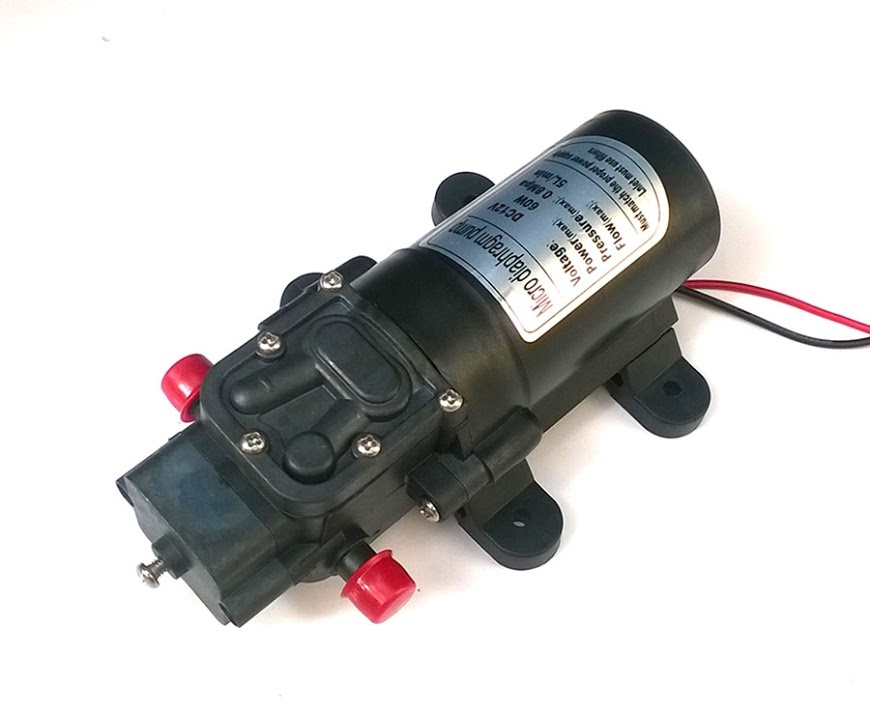 Micro diaphragm pump
Voltage: DC12V
Power(max): 60W
Pressure(max): 0.8Mpa
Flow(max): 5L/min
Must match the proper power supply
Inlet must use filters